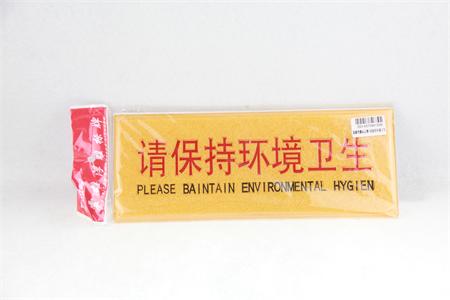 请保持环境卫生
PLEASE BAINTAIN ENVIRONMENTAL HYGIEN